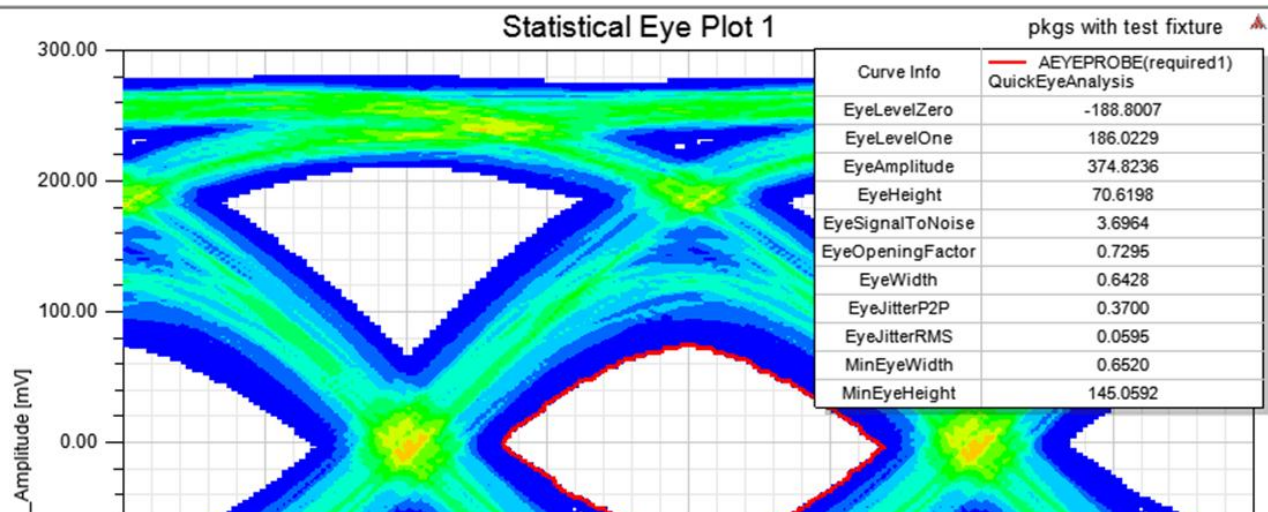 Statistical Eye Plot 1
pkgs with test fixture
300.00
200.00
100.00
0.00
_Amplitude [mV]
Curve Info
AEYEPROBE(required1)
QuickEyeAnalysis
EyeLevelZero -188.8007
EyeLevelOne 186.0229
EyeAmplitude 374.8236
EyeHeight 70.6198
EyeSignalToNoise 3.6964
EyeOpeningFactor 0.7295
EyeWidth 0.6428
EyeJitterP2P 0.3700
EyeJitterRMS 0.0595
MinEyeWidth 0.6520
MinEyeHeight 145.0592